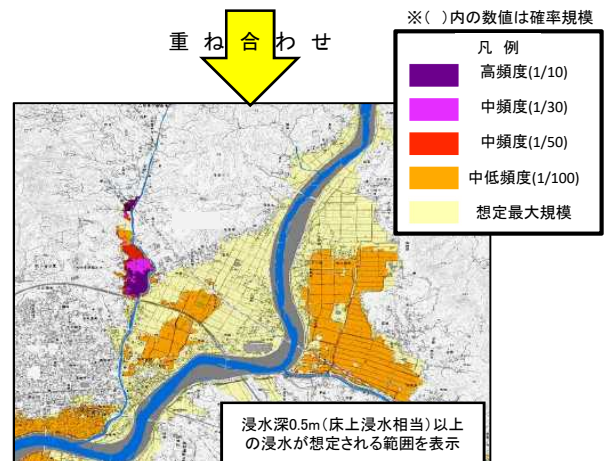 ※( )内の数値は確率規模
重ね合わせ
凡 例
高頻度(1/10)
中頻度(1/30)
中頻度(1/50)
中低頻度(1/100)
想定最大規模
浸水深0.5m(床上浸水相当)以上
の浸水が想定される範囲を表示